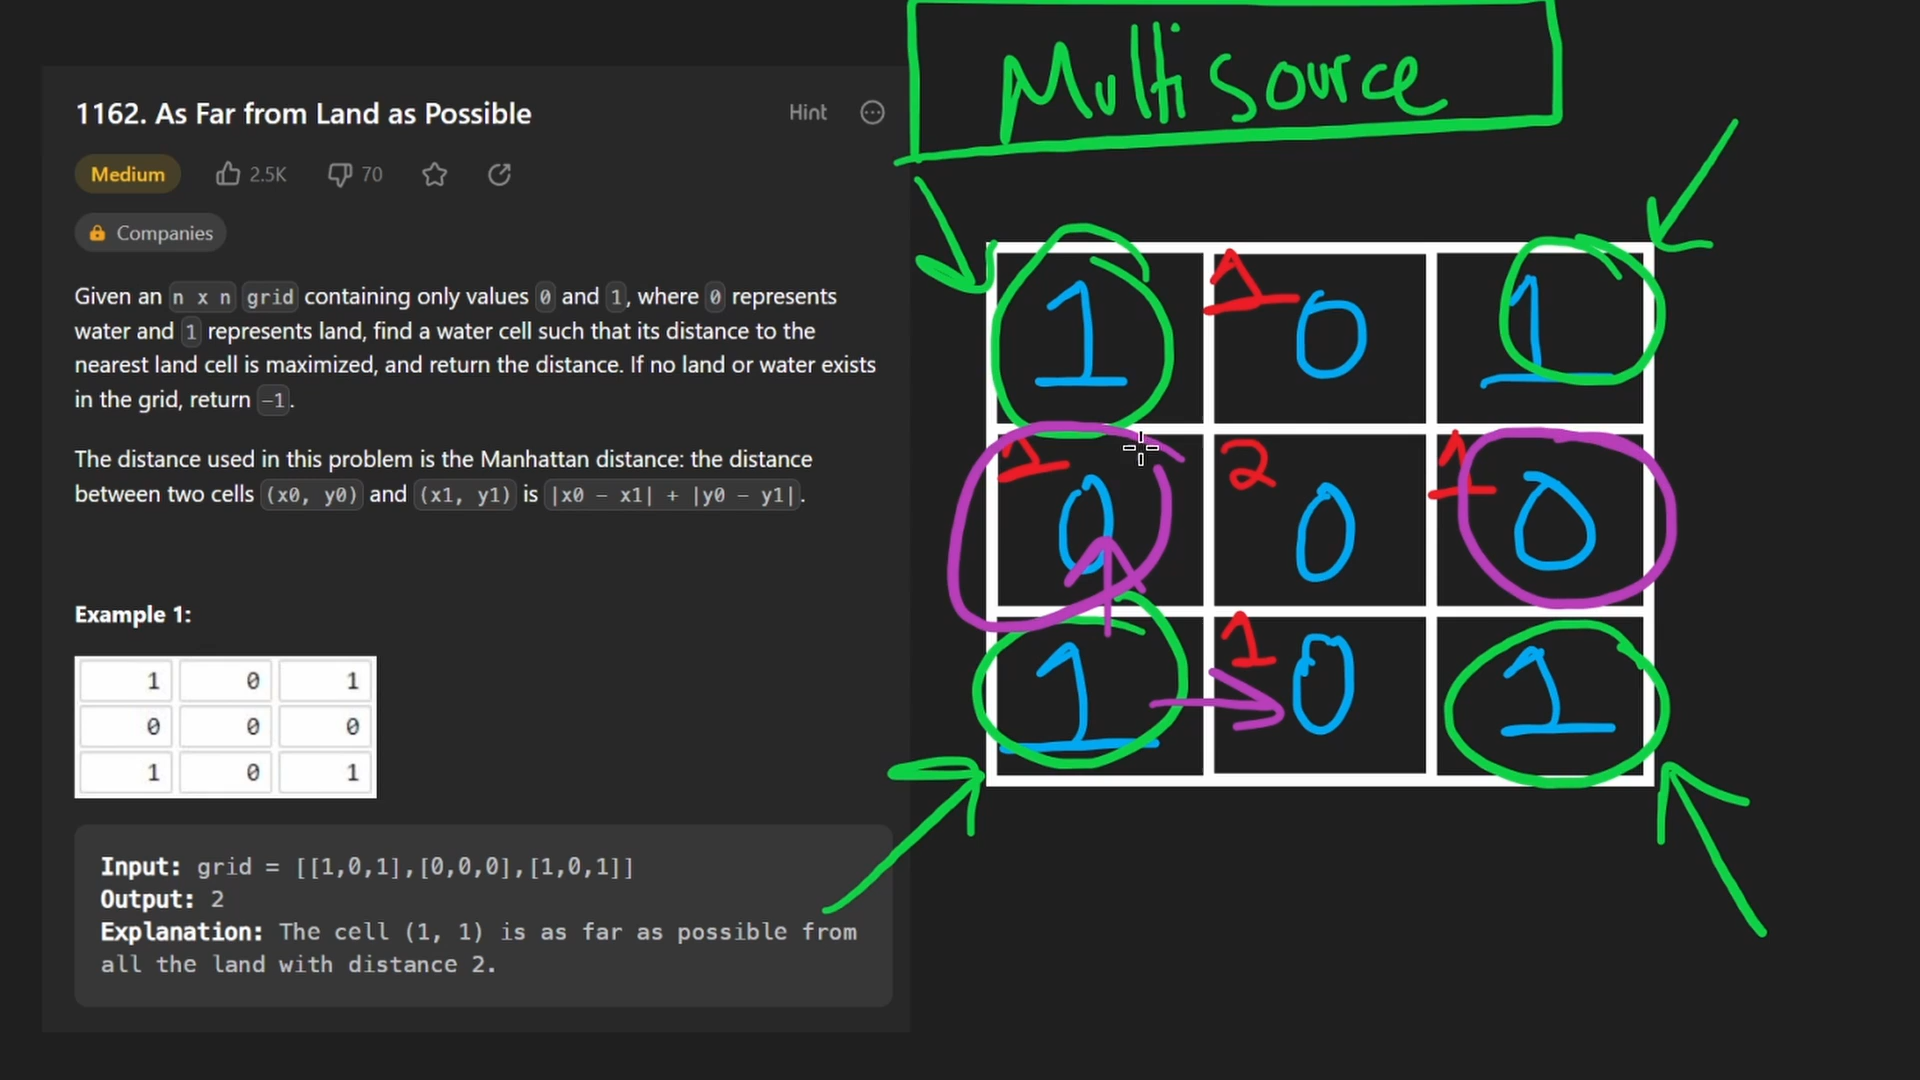 Multi Source
1162. As Far from Land as Possible
Hint
Medium
2.5K
70
Companies
Given an n x n grid containing only values 0 and 1, where 0 represents
water and 1 represents land, find a water cell such that its distance to the
nearest land cell is maximized, and return the distance. If no land or water exists
in the grid, return -1.
The distance used in this problem is the Manhattan distance: the distance
between two cells (x0, y0) and (x1, y1) is |x0 - x1| + |y0 - y1|.
Example 1:
1 0 1
0 0 0
1 0 1
Input: grid = [[1,0,1],[0,0,0],[1,0,1]]
Output: 2
Explanation: The cell (1, 1) is as far as possible from
all the land with distance 2.
1 1 0 1
1 0 2 0 1 0
1 1 0 1